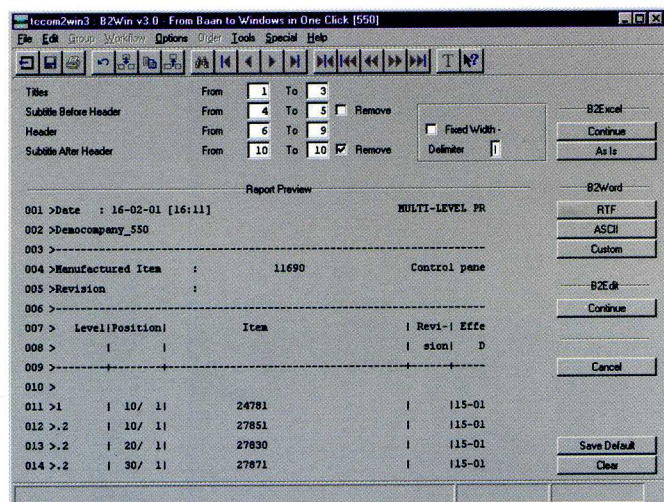 tccom2win3 : B2Win v3.0 - From Baan to Windows in One Click [550]
File Edit Group Workflow Options Order Tools Special Help
Titles From 1 To 3
Subtitle Before Header From 4 To 5 Remove
Header From 6 To 9
Subtitle After Header From 10 To 10 Remove
Fixed Width -
Delimiter |
B2Excel
Continue
As Is
Report Preview
001 >Date : 16-02-01 [16:11] MULTI-LEVEL PR
002 >Democompany_550
003 >------------------------------------------------------------
004 >Manufactured Item : 11690 Control pane
005 >Revision :
006 >------------------------------------------------------------
007 > Level|Position| Item | Revi-| Effe
008 > | | | sion| D
009 >--------+--------+--------------------------------+------+-----
010 >
011 >1 | 10/ 1| 24781 | |15-01
012 >.2 | 10/ 1| 27851 | |15-01
013 >.2 | 20/ 1| 27830 | |15-01
014 >.2 | 30/ 1| 27871 | |15-01
B2Word
RTF
ASCII
Custom
B2Edit
Continue
Cancel
Save Default
Clear